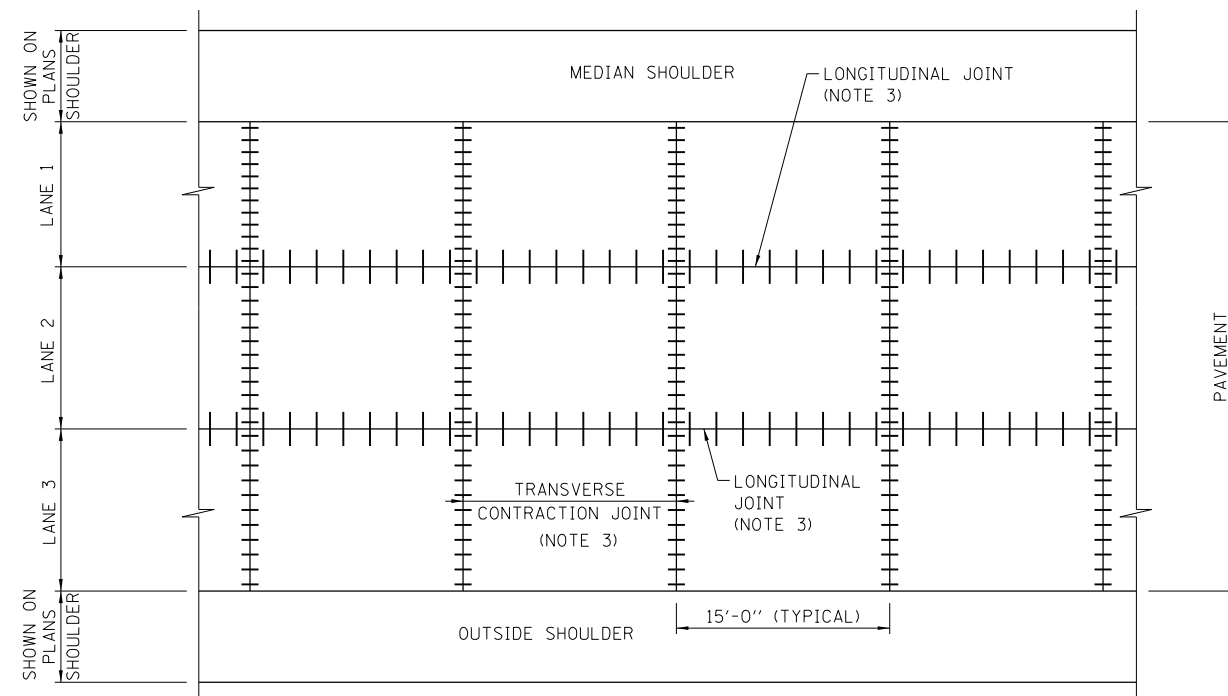 SHOWN ON
PLANS
SHOULDER
MEDIAN SHOULDER
LONGITUDINAL JOINT
(NOTE 3)
LANE 1
LANE 2
LANE 3
PAVEMENT
TRANSVERSE
CONTRACTION JOINT
(NOTE 3)
LONGITUDINAL
JOINT
(NOTE 3)
SHOWN ON
PLANS
SHOULDER
OUTSIDE SHOULDER
15'-0'' (TYPICAL)